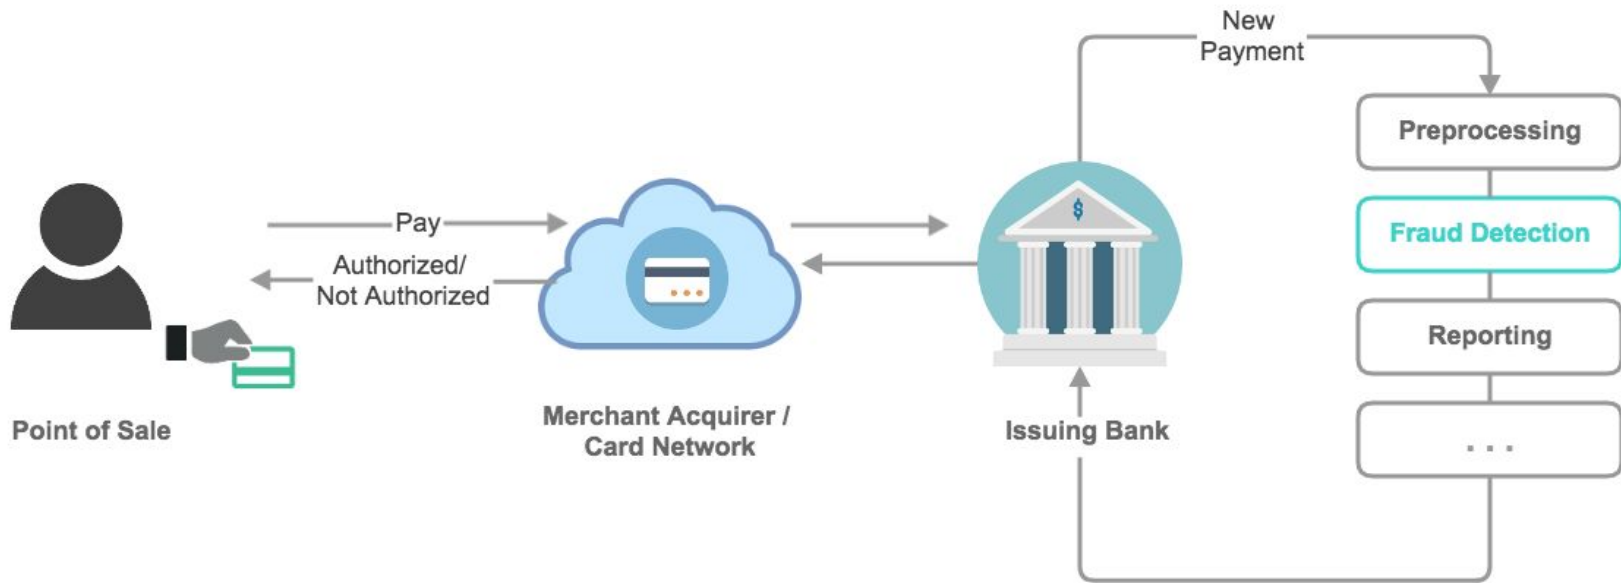 New
Payment
Preprocessing
Pay
Fraud Detection
Authorized/
Not Authorized
$
Reporting
Point of Sale
Merchant Acquirer /
Card Network
Issuing Bank
. . .